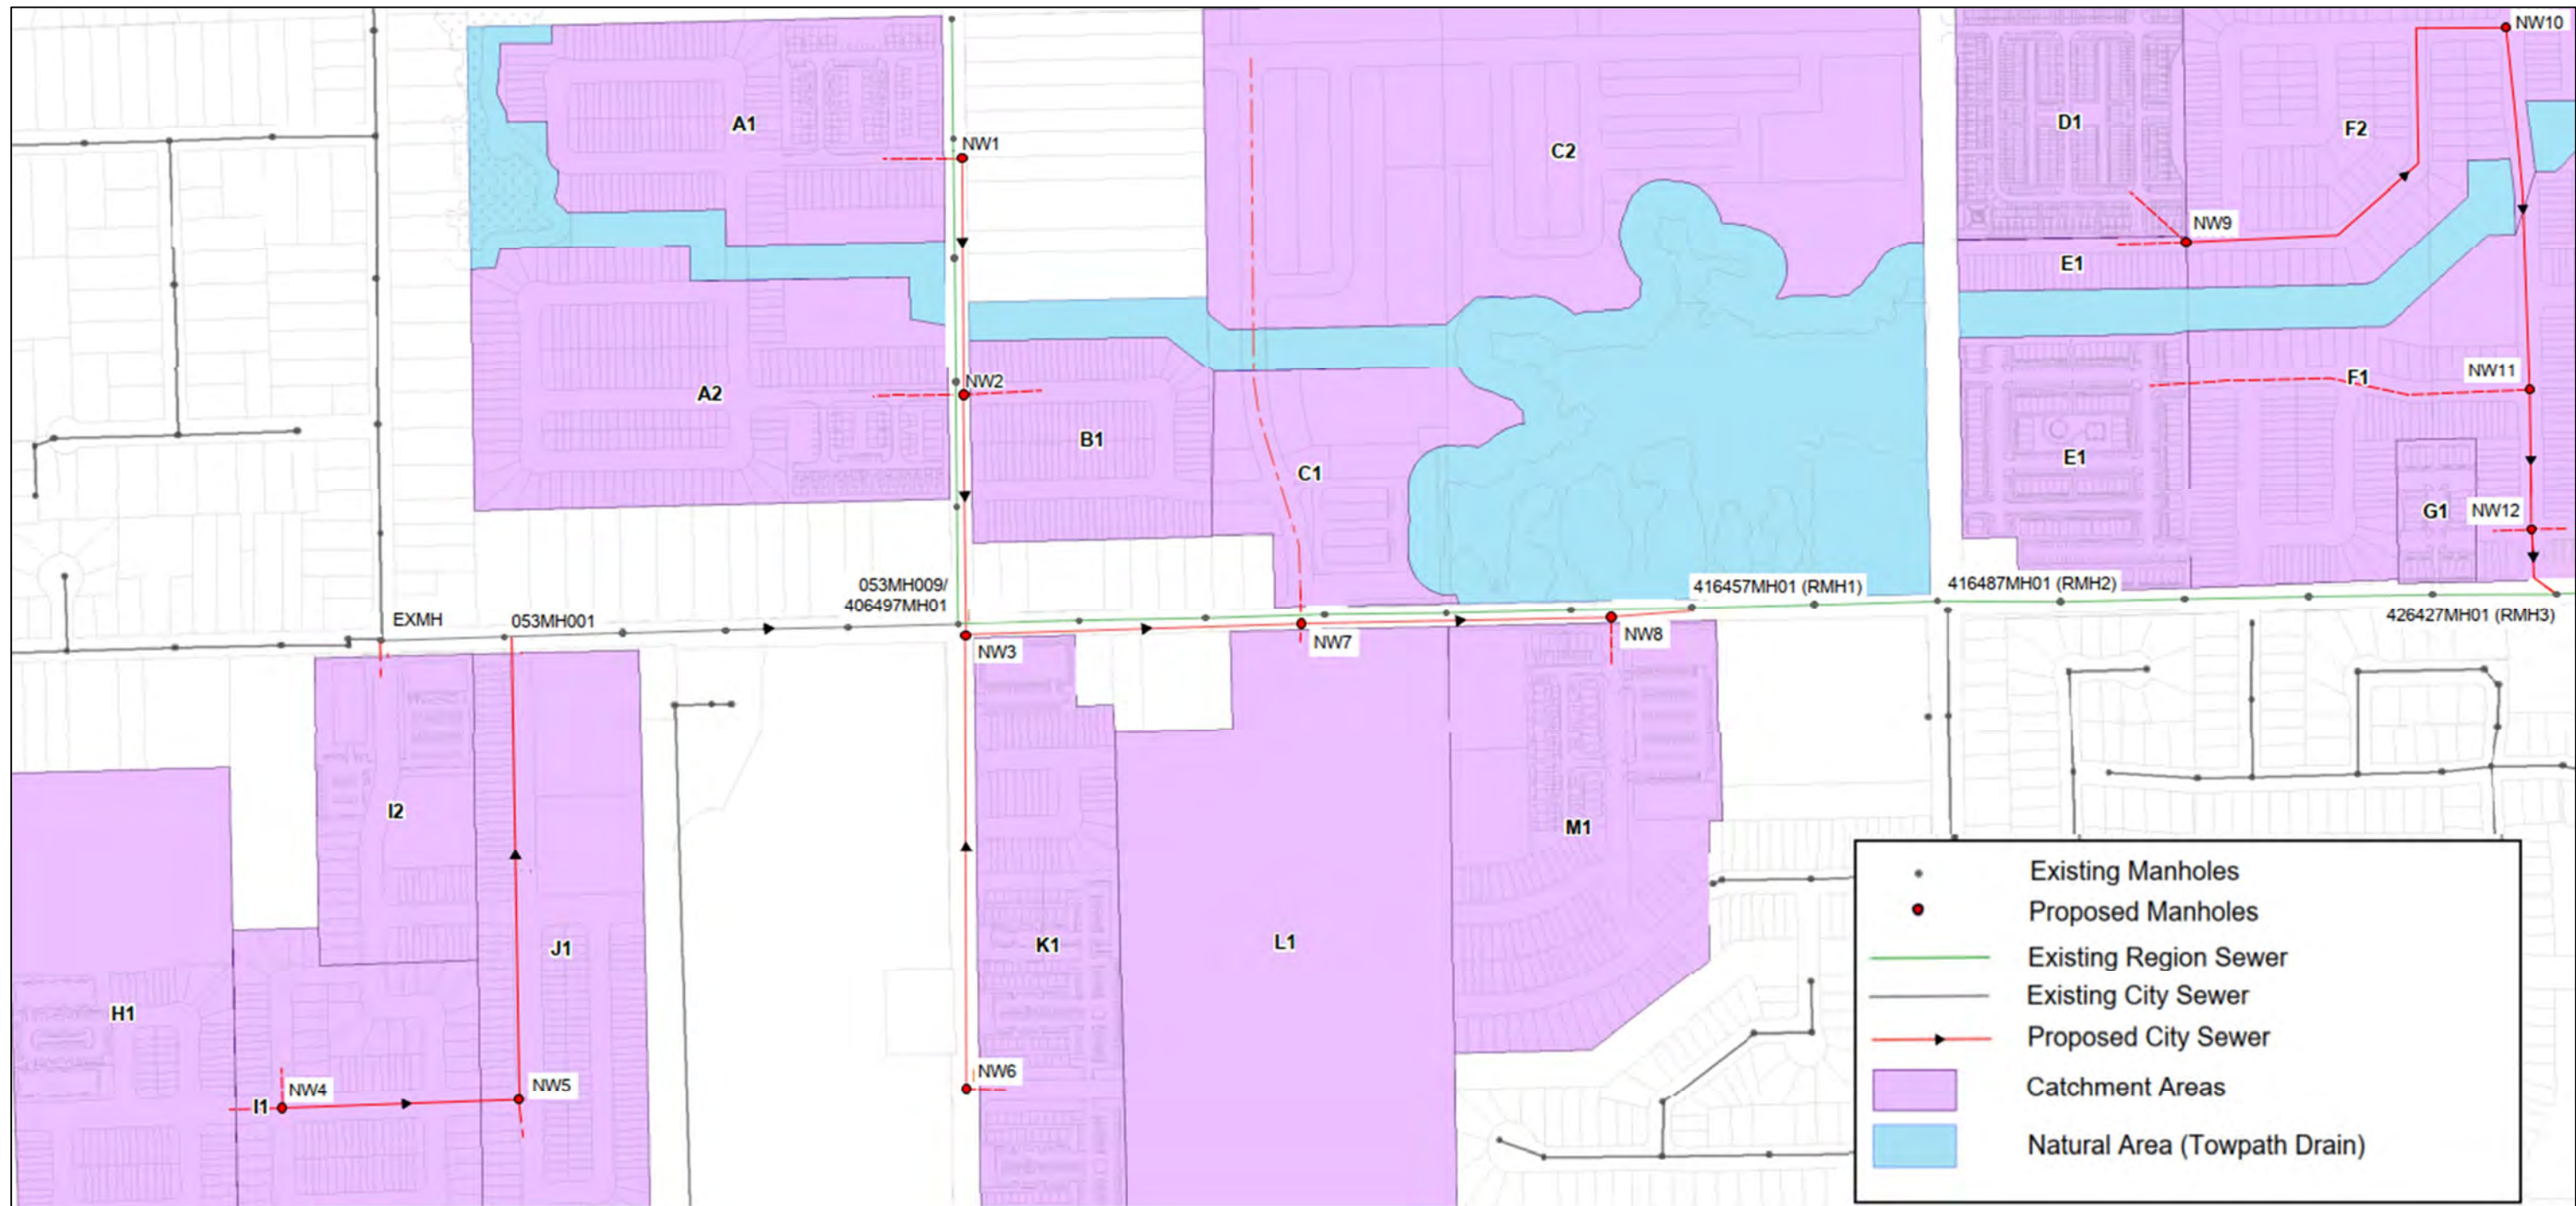 NW10
A1
D1
F2
NW1
C2
NW9
E1
NW11
NW2
F1
A2
B1
C1
E1
G1
NW12
053MH009/
406497MH01
416457MH01 (RMH1)
416487MH01 (RMH2)
EXMH
053MH001
426427MH01 (RMH3)
NW3
NW7
NW8
I2
M1
J1
K1
L1
H1
NW6
NW4
NW5
I1
Existing Manholes
Proposed Manholes
Existing Region Sewer
Existing City Sewer
Proposed City Sewer
Catchment Areas
Natural Area (Towpath Drain)